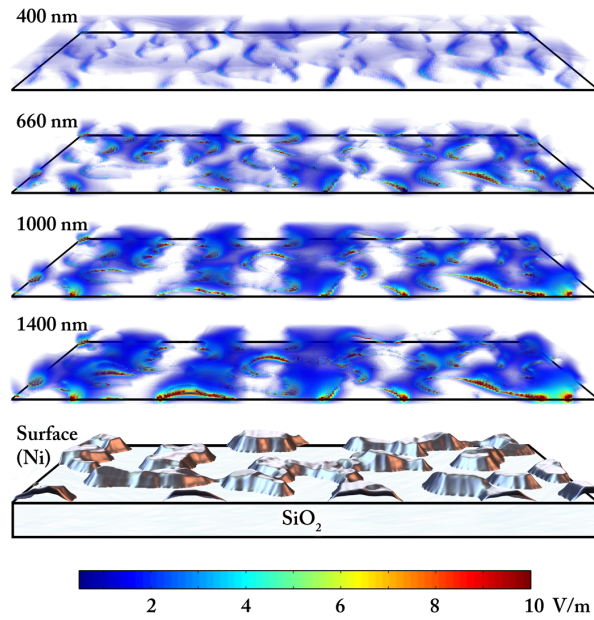 400 nm
660 nm
1000 nm
1400 nm
Surface
(Ni)
SiO₂
2 4 6 8 10 V/m